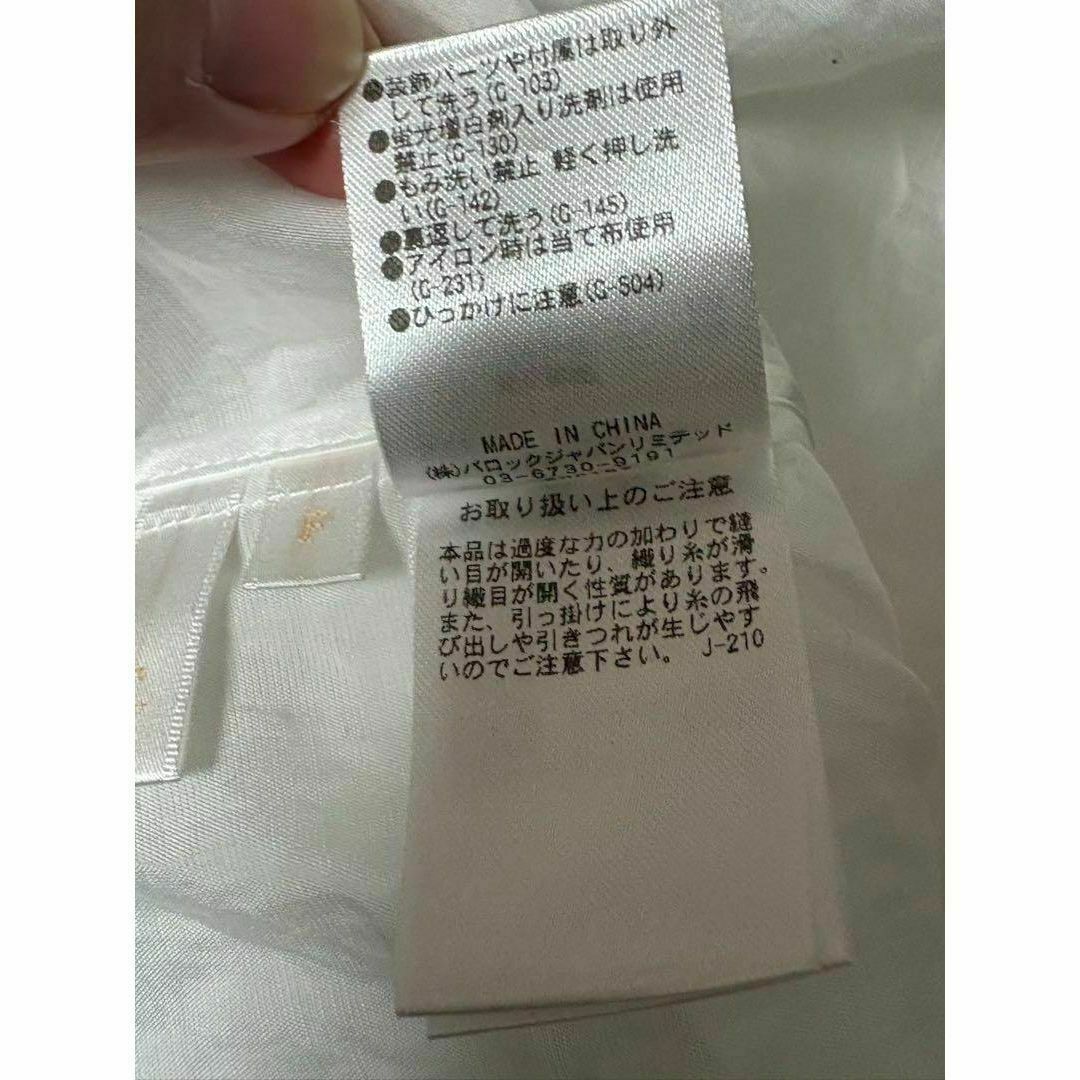 ●装飾パーツや付属は取り外
して洗う(G-103)
●蛍光増白剤入り洗剤は使用
禁止(G-130)
●もみ洗い禁止 軽く押し洗
い(G-142)
●裏返して洗う(G-145)
●アイロン時は当て布使用
(G-231)
●ひっかけに注意(G-S04)
MADE IN CHINA
(株)バロックジャパンリミテッド
03-6730-9191
お取り扱い上のご注意
本品は過度な力の加わりで縫
い目が開いたり、織り糸が滑
り織目が開く性質があります。
また、引っ掛けにより糸の飛
び出しや引きつれが生じやす
いのでご注意下さい。 J-210
F